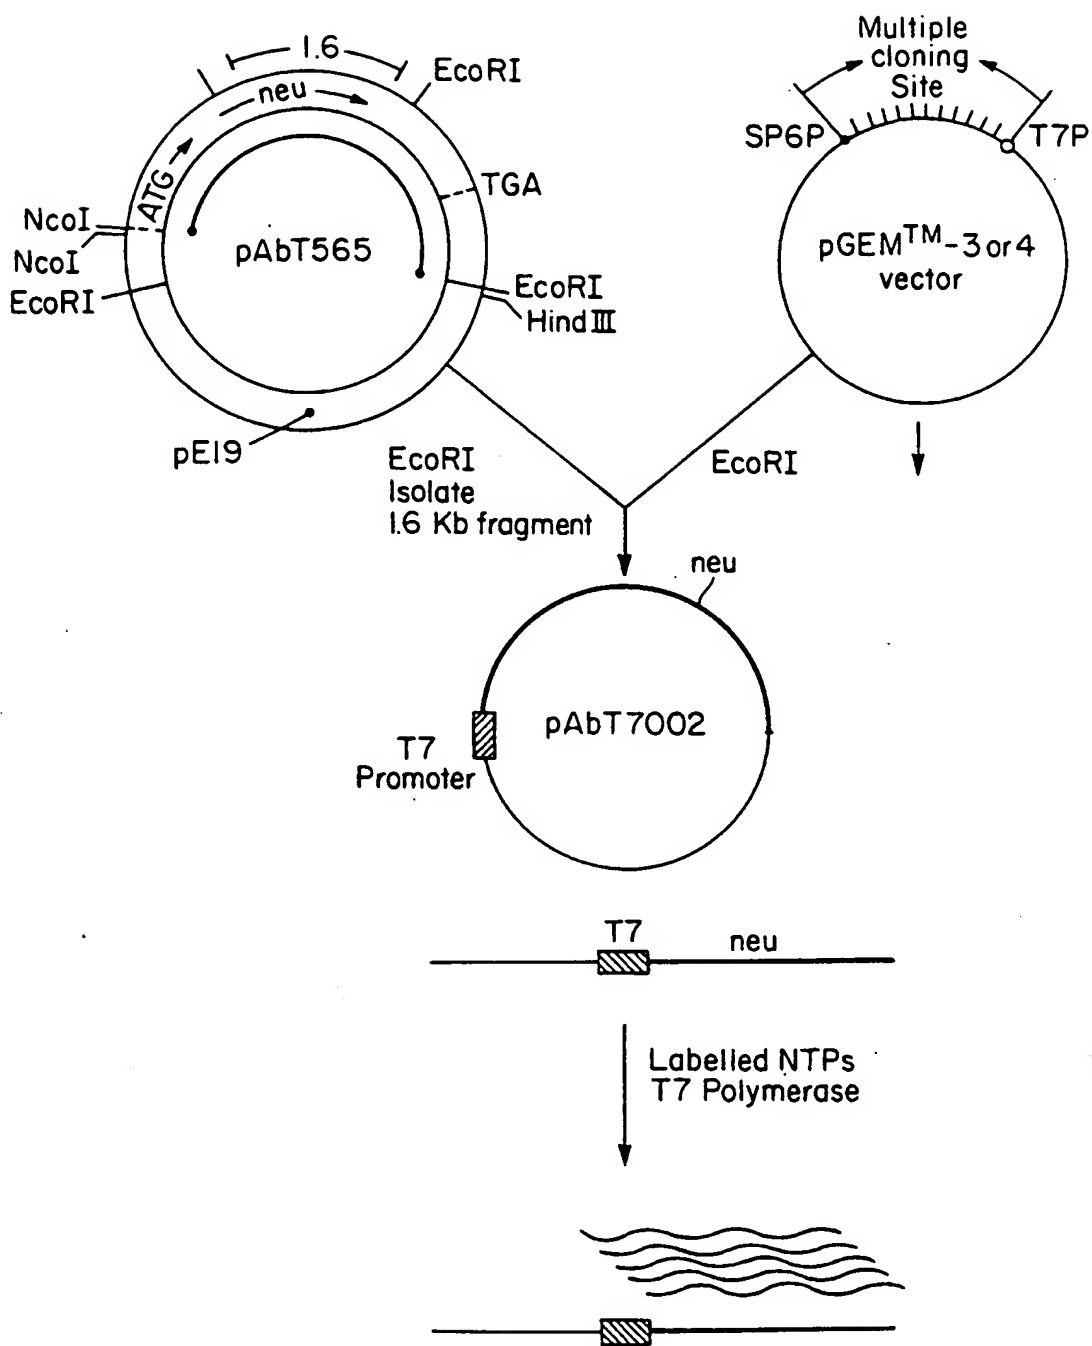 1.6
EcoRI
neu
ATG
TGA
NcoI
NcoI
EcoRI
pAbT565
EcoRI
Hind III
pE19
Multiple
cloning
Site
SP6P
T7P
pGEM™-3 or 4
vector
EcoRI
Isolate
1.6 Kb fragment
EcoRI
neu
pAbT7002
T7
Promoter
T7
neu
Labelled NTPs
T7 Polymerase